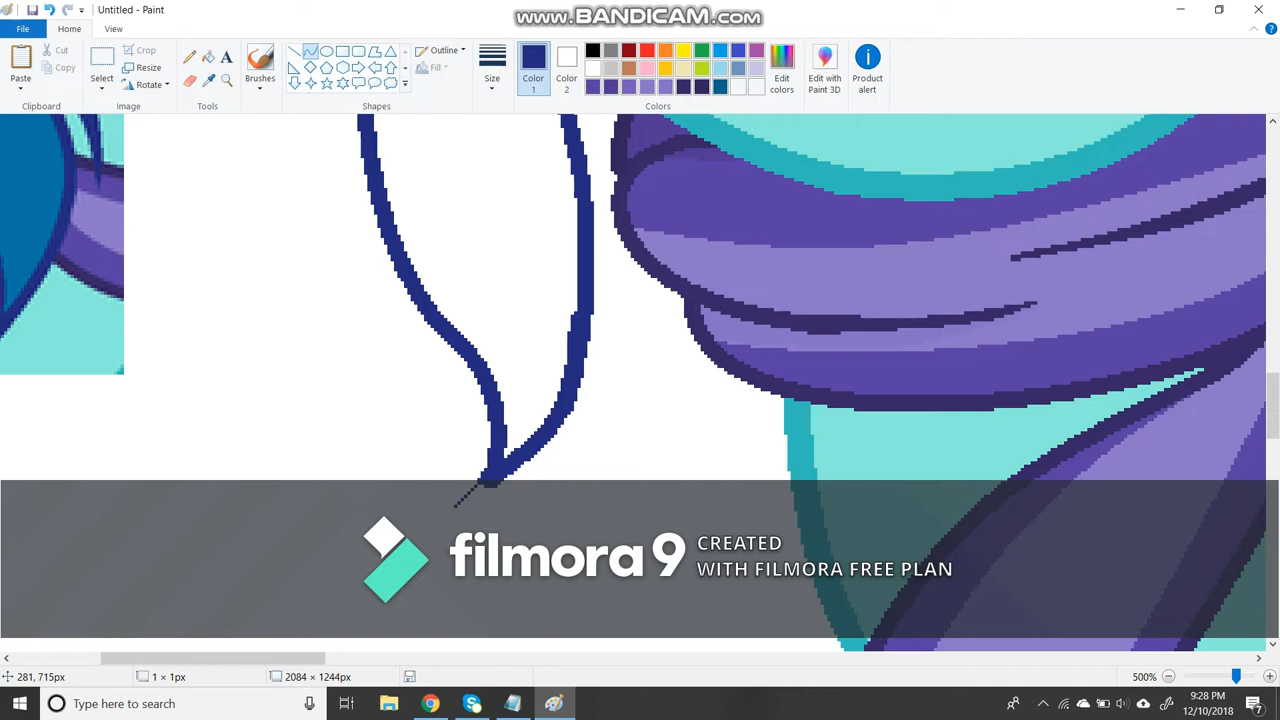 Untitled - Paint
www.BANDICAM.com
File
Home
View
Paste
Cut
Copy
Clipboard
Select
Crop
Resize
Rotate
Image
Tools
A
Brushes
Outline
Fill
Shapes
Size
Color 1
Color 2
Edit colors
Colors
Edit with Paint 3D
Product alert
filmora9
CREATED
WITH FILMORA FREE PLAN
281, 715px
1 × 1px
2084 × 1244px
500%
Type here to search
9:28 PM
12/10/2018
7